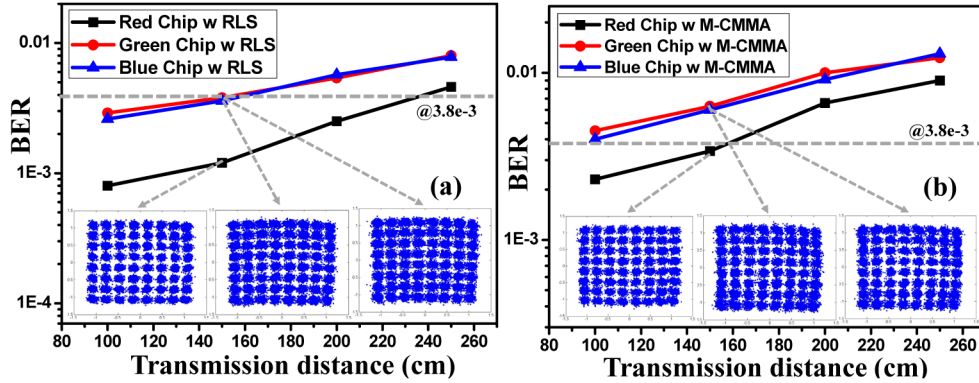 Red Chip w RLS
Green Chip w RLS
Blue Chip w RLS
0.01
1E-3
1E-4
BER
@3.8e-3
(a)
80 100 120 140 160 180 200 220 240 260
Transmission distance (cm)
Red Chip w M-CMMA
Green Chip w M-CMMA
Blue Chip w M-CMMA
0.01
1E-3
BER
@3.8e-3
(b)
80 100 120 140 160 180 200 220 240 260
Transmission distance (cm)